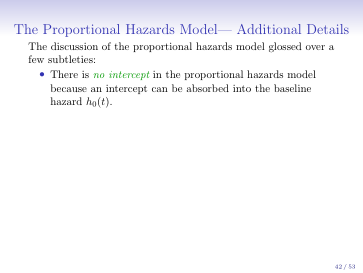 The Proportional Hazards Model— Additional Details
The discussion of the proportional hazards model glossed over a
few subtleties:
• There is no intercept in the proportional hazards model
because an intercept can be absorbed into the baseline
hazard h₀(t).
42 / 53